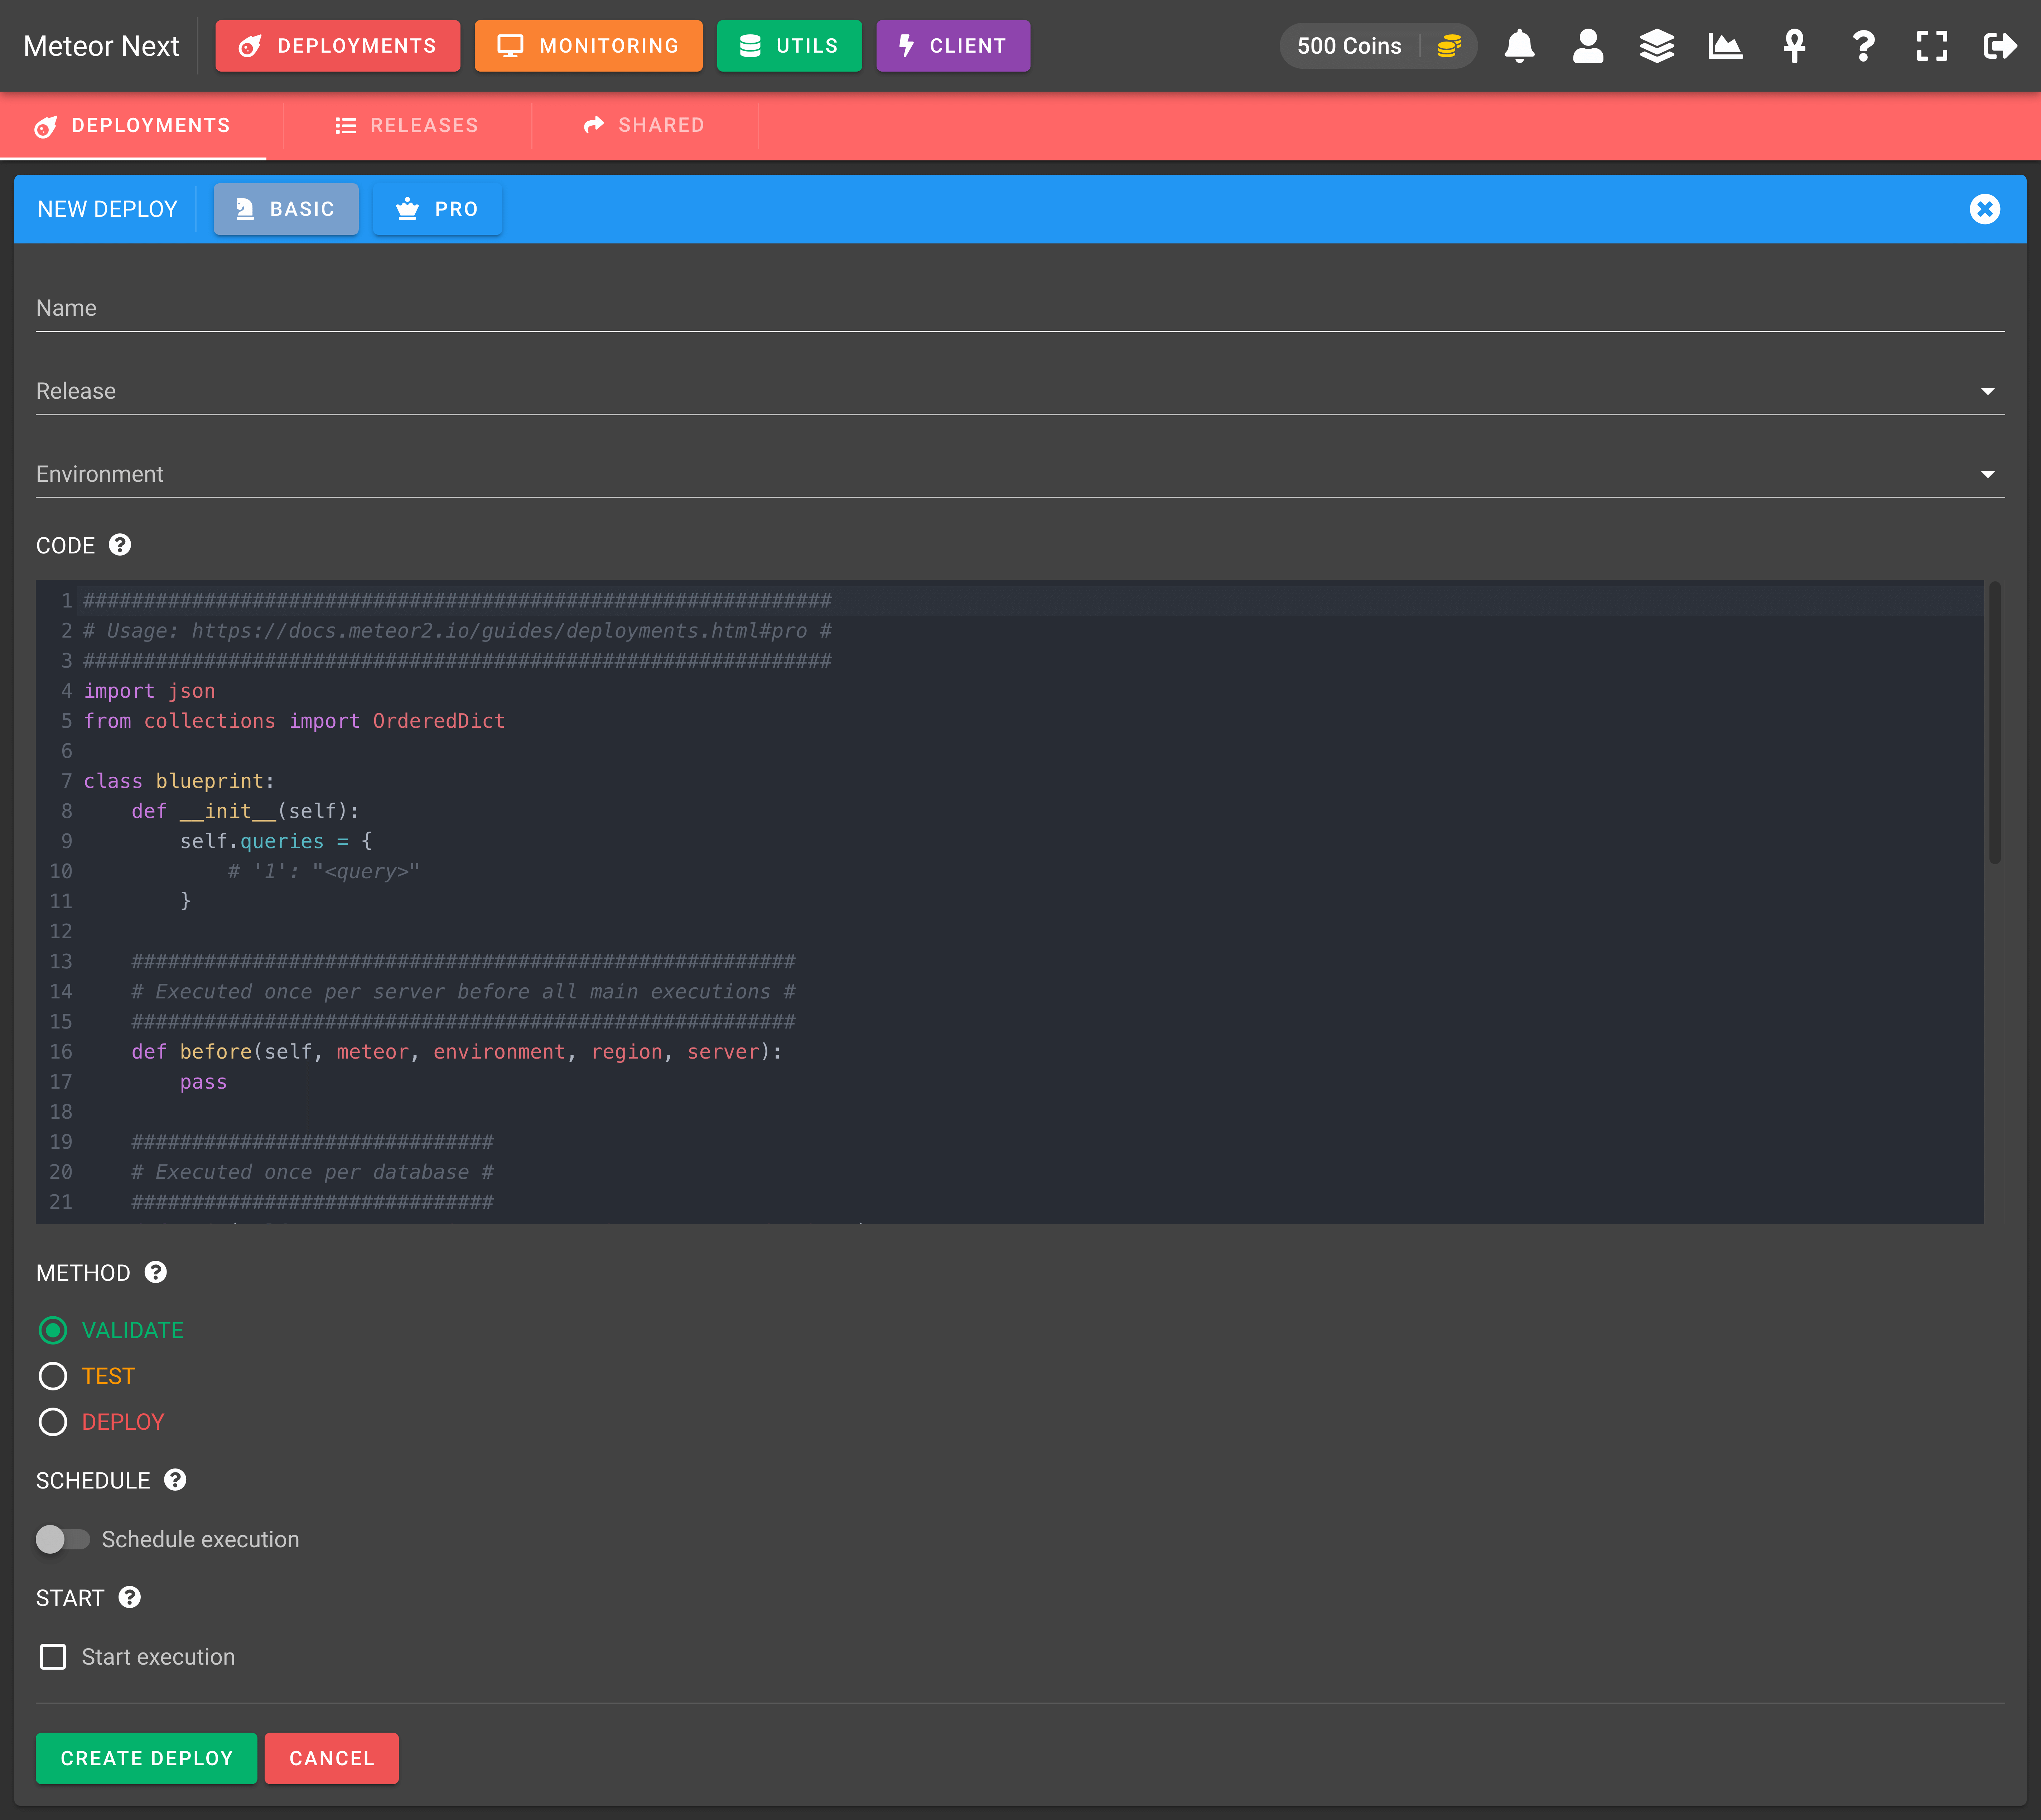 Meteor Next
DEPLOYMENTS
MONITORING
UTILS
CLIENT
500 Coins
DEPLOYMENTS
RELEASES
SHARED
NEW DEPLOY
BASIC
PRO
Name
Release
Environment
CODE
1 ##############################################################
2 # Usage: https://docs.meteor2.io/guides/deployments.html#pro #
3 ##############################################################
4 import json
5 from collections import OrderedDict
6
7 class blueprint:
8     def __init__(self):
9         self.queries = {
10             # '1': "<query>"
11         }
12
13     #######################################################
14     # Executed once per server before all main executions #
15     #######################################################
16     def before(self, meteor, environment, region, server):
17         pass
18
19     ##############################
20     # Executed once per database #
21     ##############################
METHOD
VALIDATE
TEST
DEPLOY
SCHEDULE
Schedule execution
START
Start execution
CREATE DEPLOY
CANCEL